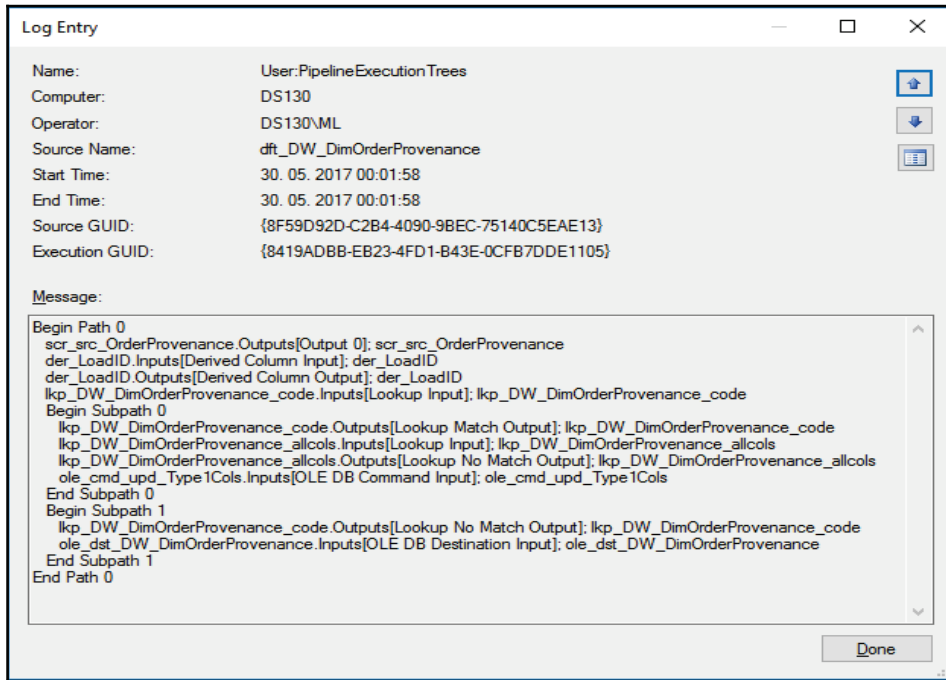 Log Entry
Name: User:PipelineExecutionTrees
Computer: DS130
Operator: DS130\ML
Source Name: dft_DW_DimOrderProvenance
Start Time: 30. 05. 2017 00:01:58
End Time: 30. 05. 2017 00:01:58
Source GUID: {8F59D92D-C2B4-4090-9BEC-75140C5EAE13}
Execution GUID: {8419ADBB-EB23-4FD1-B43E-0CFB7DDE1105}
Message:
Begin Path 0
scr_src_OrderProvenance.Outputs[Output 0]; scr_src_OrderProvenance
der_LoadID.Inputs[Derived Column Input]; der_LoadID
der_LoadID.Outputs[Derived Column Output]; der_LoadID
lkp_DW_DimOrderProvenance_code.Inputs[Lookup Input]; lkp_DW_DimOrderProvenance_code
Begin Subpath 0
lkp_DW_DimOrderProvenance_code.Outputs[Lookup Match Output]; lkp_DW_DimOrderProvenance_code
lkp_DW_DimOrderProvenance_allcols.Inputs[Lookup Input]; lkp_DW_DimOrderProvenance_allcols
lkp_DW_DimOrderProvenance_allcols.Outputs[Lookup No Match Output]; lkp_DW_DimOrderProvenance_allcols
ole_cmd_upd_Type1Cols.Inputs[OLE DB Command Input]; ole_cmd_upd_Type1Cols
End Subpath 0
Begin Subpath 1
lkp_DW_DimOrderProvenance_code.Outputs[Lookup No Match Output]; lkp_DW_DimOrderProvenance_code
ole_dst_DW_DimOrderProvenance.Inputs[OLE DB Destination Input]; ole_dst_DW_DimOrderProvenance
End Subpath 1
End Path 0
Done